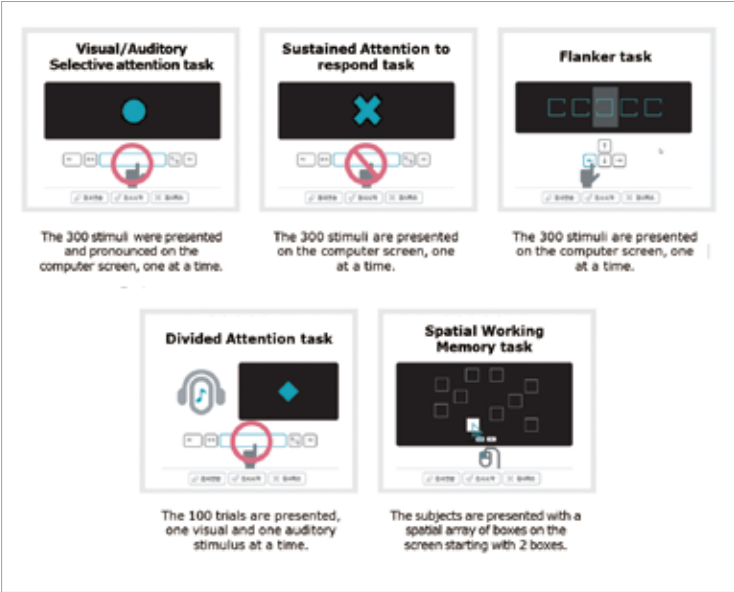 Visual/Auditory
Selective attention task
Sustained Attention to
respond task
Flanker task
The 300 stimuli were presented
and pronounced on the
computer screen, one at a time.
The 300 stimuli are presented
on the computer screen, one
at a time.
The 300 stimuli are presented
on the computer screen, one
at a time.
Divided Attention task
Spatial Working
Memory task
The 100 trials are presented,
one visual and one auditory
stimulus at a time.
The subjects are presented with a
spatial array of boxes on the
screen starting with 2 boxes.